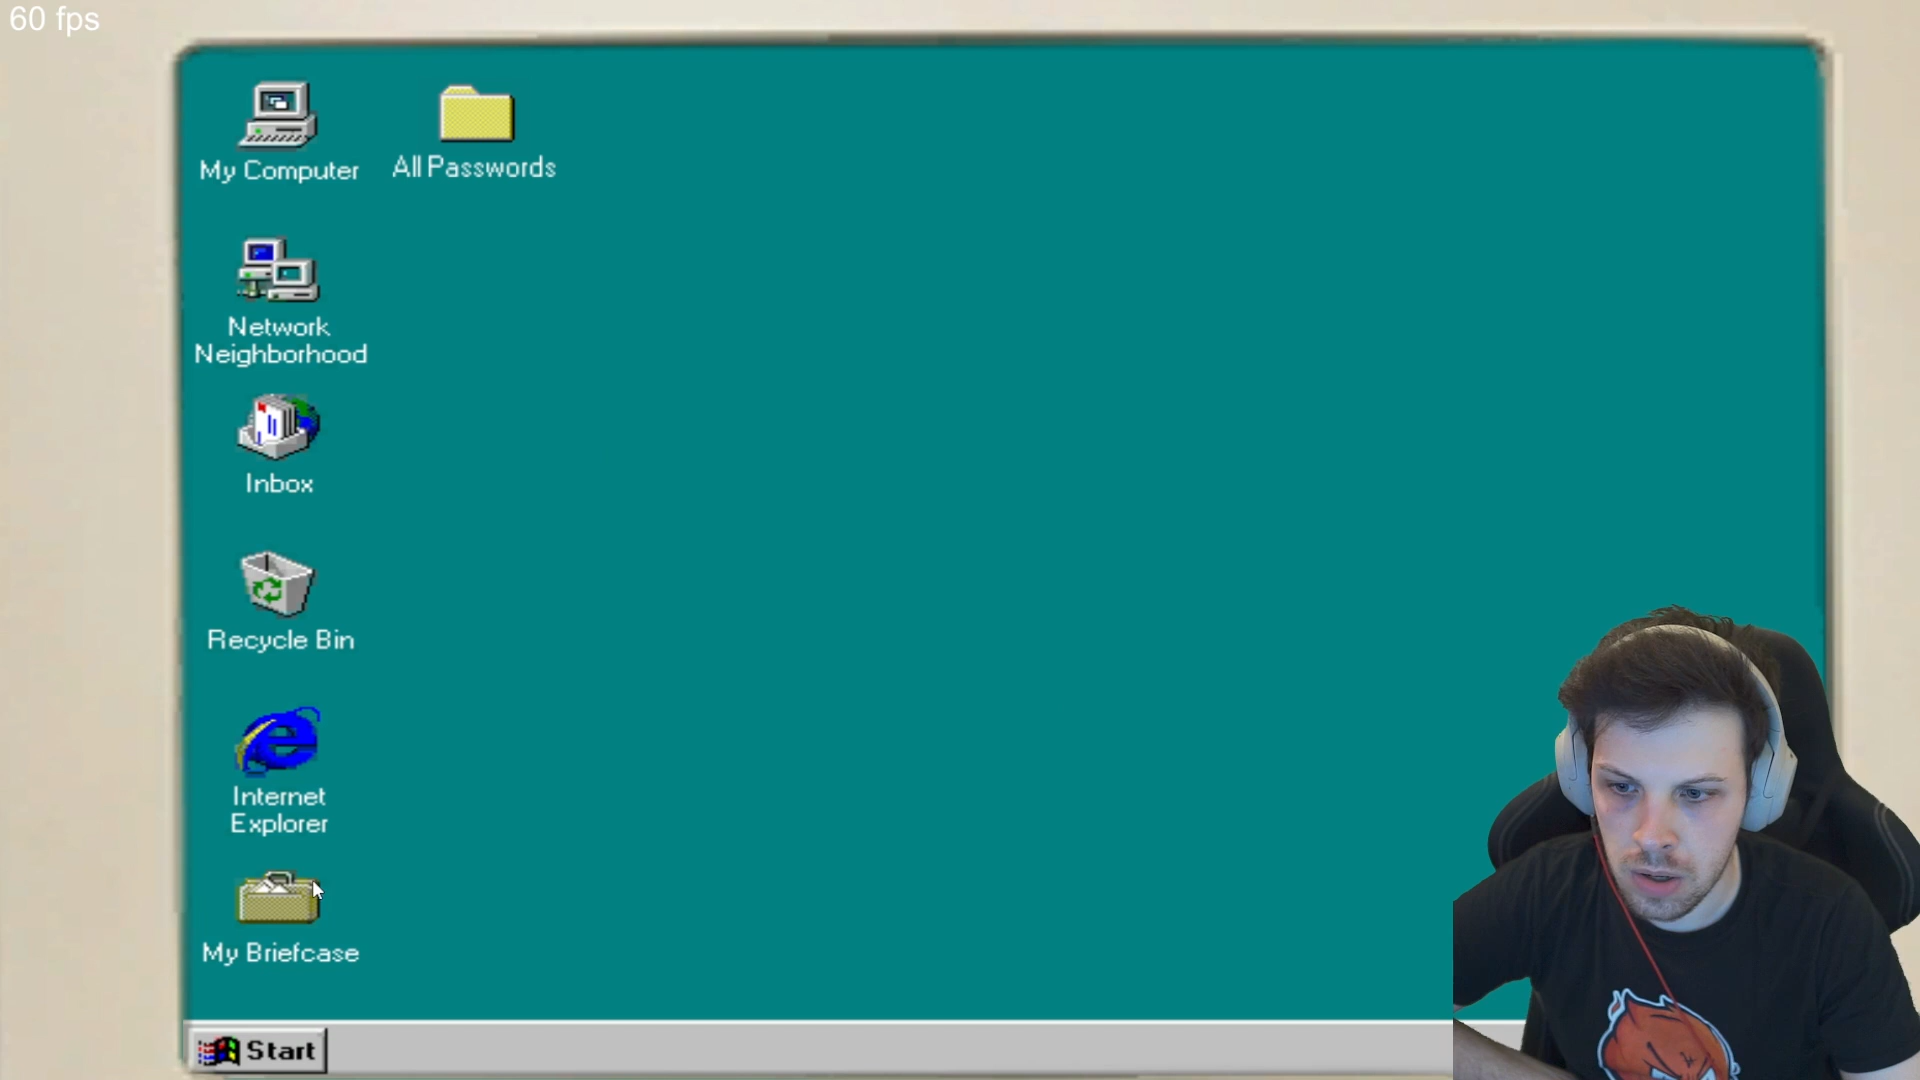 60 fps
My Computer
All Passwords
Network
Neighborhood
Inbox
Recycle Bin
Internet
Explorer
My Briefcase
Start